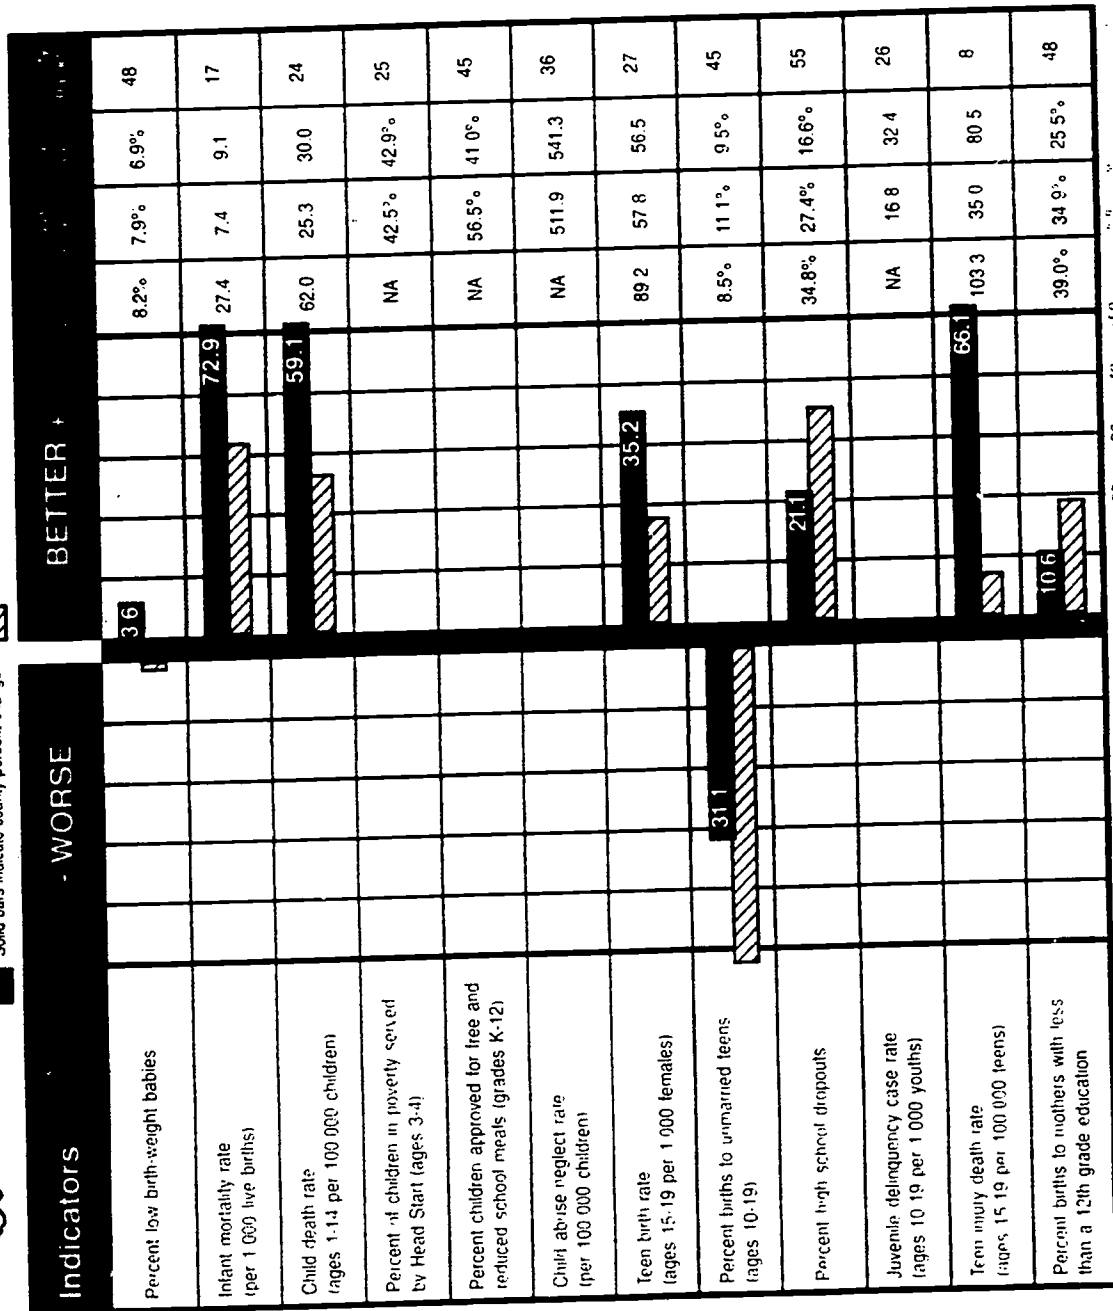 Solid bars indicate county percent
Indicators - WORSE BETTER +
Percent low birth-weight babies 3 6 8.2% 7.9% 6.9% 48
Infant mortality rate
(per 1 000 live births) 72.9 27.4 7.4 9.1 17
Child death rate
(ages 1-14 per 100 000 children) 59.1 62.0 25.3 30.0 24
Percent of children in poverty served
by Head Start (ages 3-4) NA 42.5% 42.9% 25
Percent children approved for free and
reduced school meals (grades K-12) NA 56.5% 41 0% 45
Child abuse neglect rate
(per 100 000 children) NA 511.9 541.3 36
Teen birth rate
(ages 15-19 per 1 000 females) 35.2 89 2 57 8 56.5 27
Percent births to unmarried teens
(ages 10-19) 31 1 8.5% 11 1% 9 5% 45
Percent high school dropouts 21.1 34.8% 27.4% 16.6% 55
Juvenile delinquency case rate
(ages 10 19 per 1 000 youths) NA 16 8 32 4 26
Teen injury death rate
(ages 15 19 per 100 000 teens) 66.1 103 3 35 0 80 5 8
Percent births to mothers with less
than a 12th grade education 10 6 39.0% 34 9% 25 5% 48